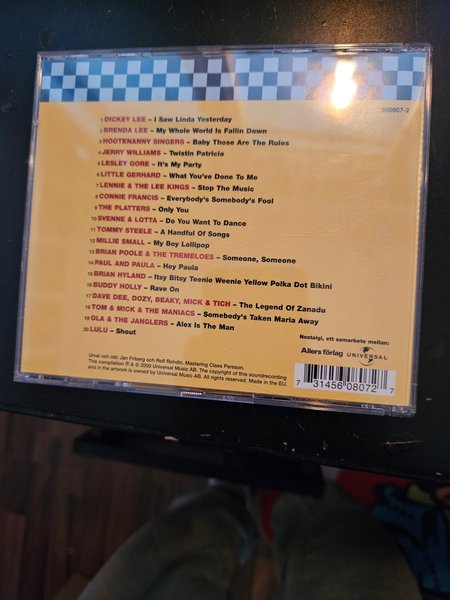 560807-2
1 DICKEY LEE – I Saw Linda Yesterday
2 BRENDA LEE – My Whole World Is Fallin Down
3 HOOTENANNY SINGERS – Baby Those Are The Rules
4 JERRY WILLIAMS – Twistin Patricia
5 LESLEY GORE – It's My Party
6 LITTLE GERHARD – What You've Done To Me
7 LENNIE & THE LEE KINGS – Stop The Music
8 CONNIE FRANCIS – Everybody's Somebody's Fool
9 THE PLATTERS – Only You
10 SVENNE & LOTTA – Do You Want To Dance
11 TOMMY STEELE – A Handful Of Songs
12 MILLIE SMALL – My Boy Lollipop
13 BRIAN POOLE & THE TREMELOES – Someone, Someone
14 PAUL AND PAULA – Hey Paula
15 BRIAN HYLAND – Itsy Bitsy Teenie Weenie Yellow Polka Dot Bikini
16 BUDDY HOLLY – Rave On
17 DAVE DEE, DOZY, BEAKY, MICK & TICH – The Legend Of Zanadu
18 TOM & MICK & THE MANIACS – Somebody's Taken Maria Away
19 OLA & THE JANGLERS – Alex Is The Man
20 LULU – Shout
Nostalgi, ett samarbete mellan:
Allers förlag UNIVERSAL
Urval och idé: Jan Friberg och Rolf Rohdin. Mastering Claes Persson.
This compilation ℗ & © 2000 Universal Music AB. The copyright of this soundrecording
and in the artwork is owned by Universal Music AB. All rights reserved. Made in the EU.
7 31456 08072 7